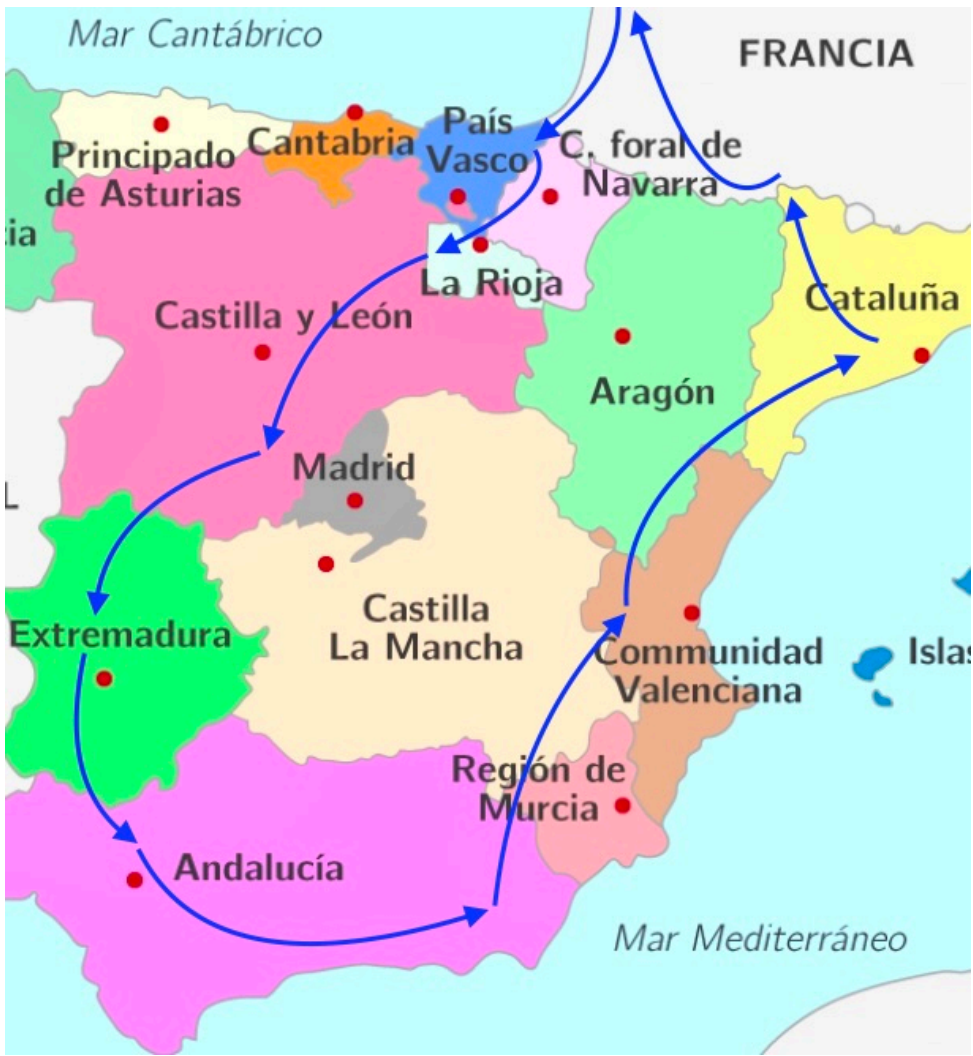 Mar Cantábrico
FRANCIA
País
Vasco
Cantabria
C. foral de
Navarra
Principado
de Asturias
ia
La Rioja
Cataluña
Castilla y León
Aragón
Madrid
L
Castilla
La Mancha
Extremadura
Communidad
Valenciana
Islas
Región de
Murcia
Andalucía
Mar Mediterráneo